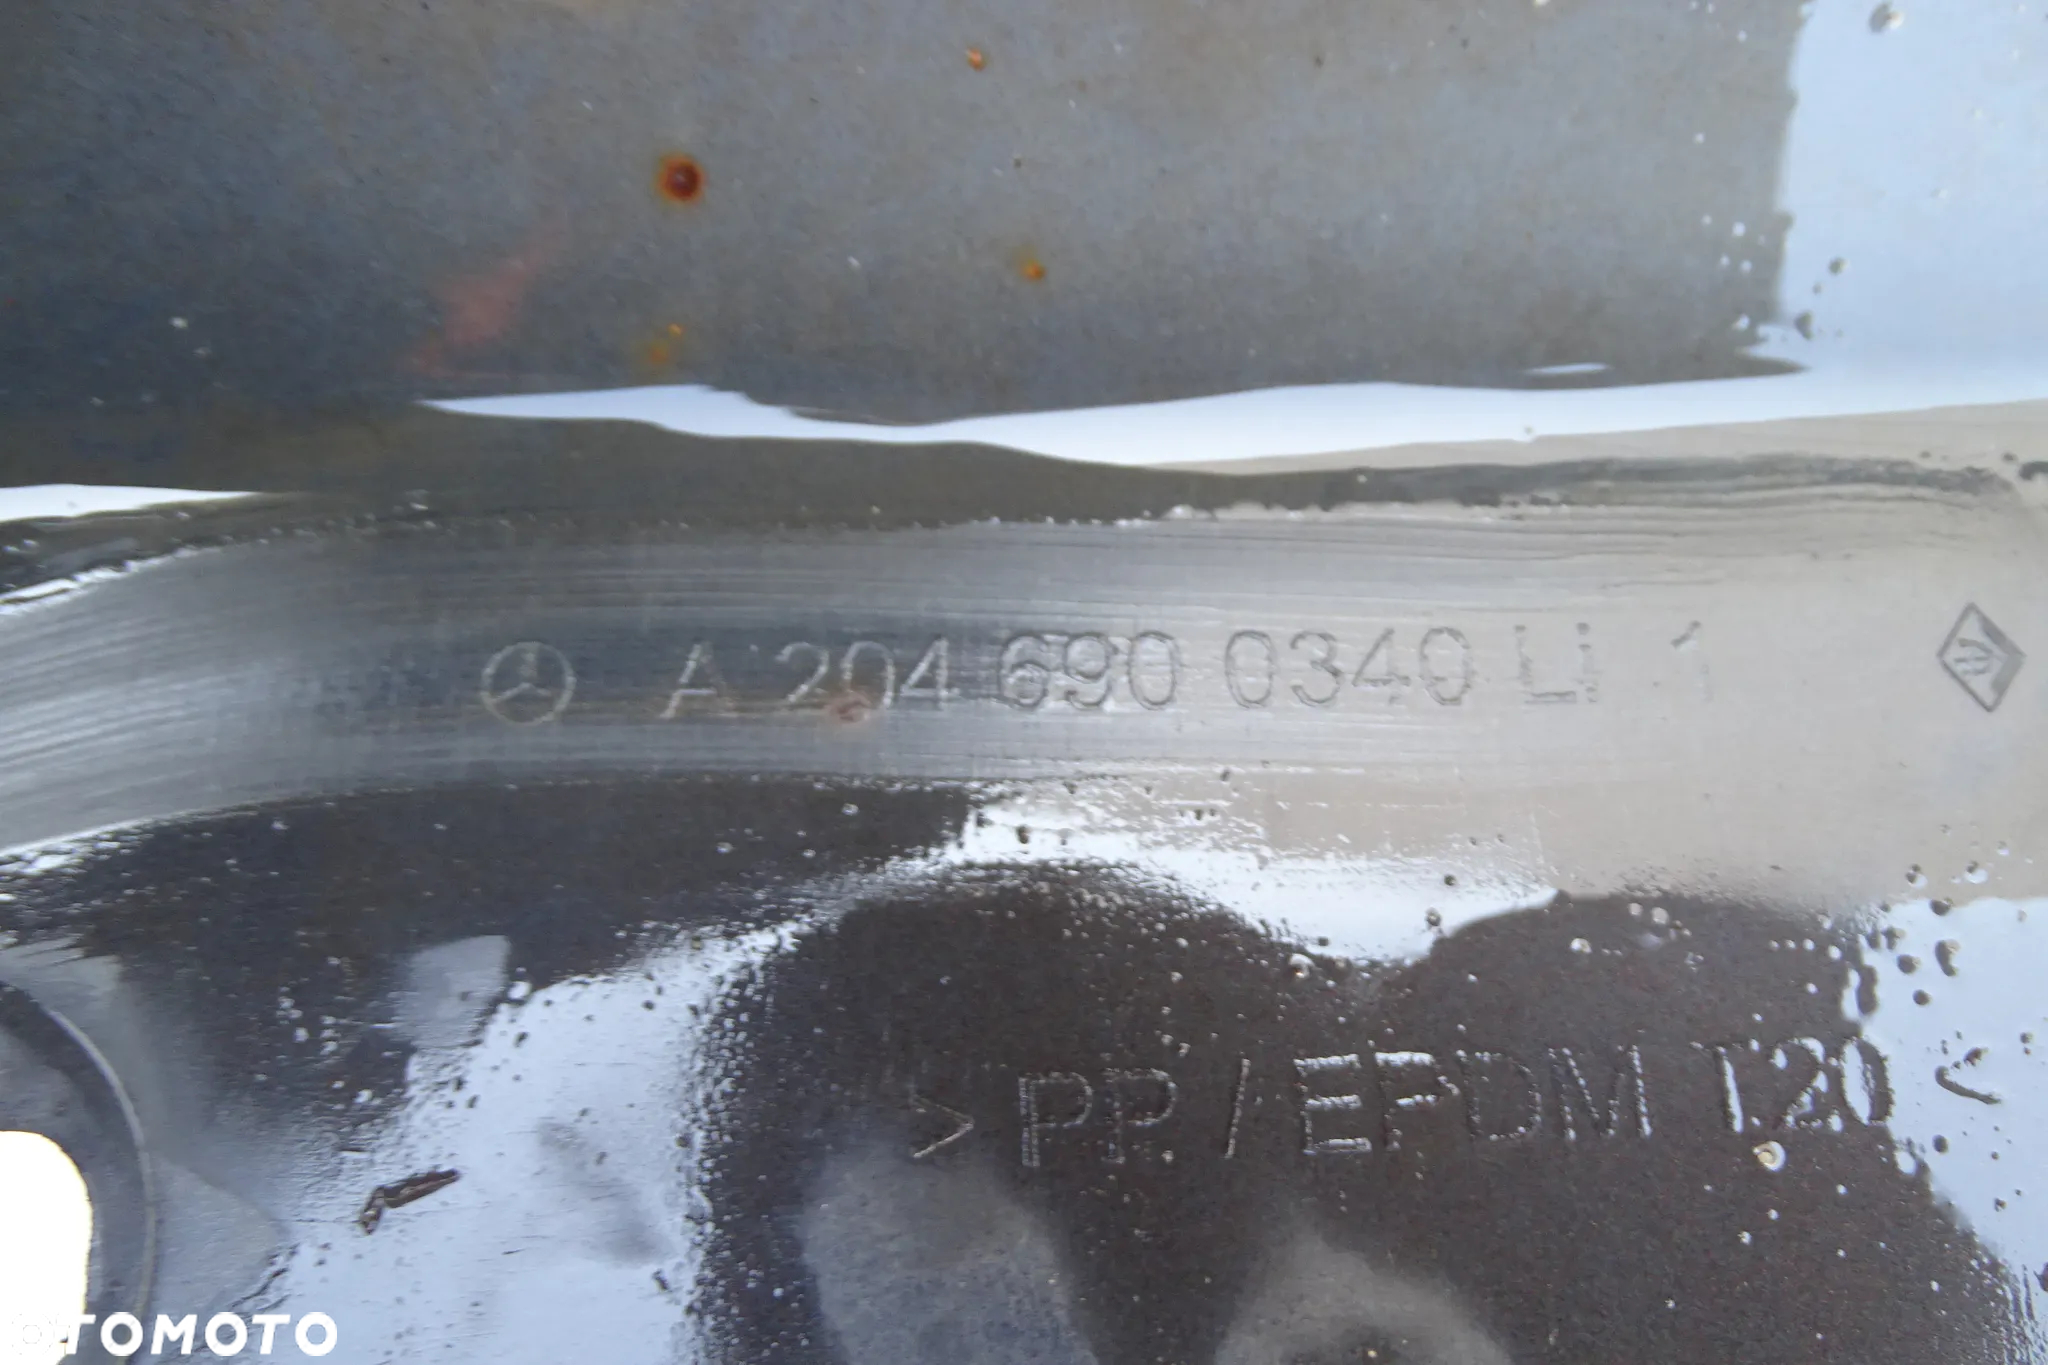 A 204 690 0340 Li 1
>PP/EPDM T20<
OTOMOTO